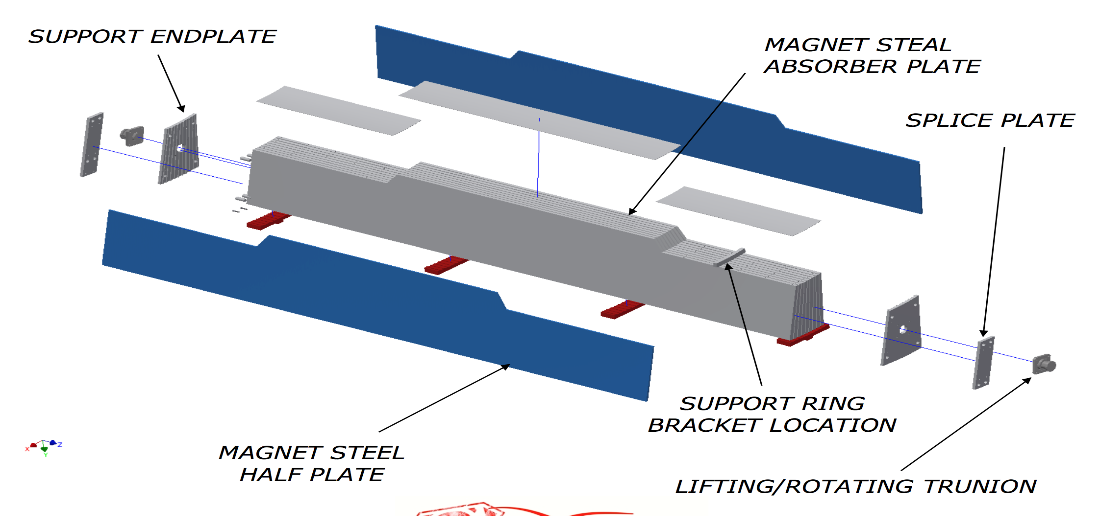 SUPPORT ENDPLATE
MAGNET STEAL
ABSORBER PLATE
SPLICE PLATE
SUPPORT RING
BRACKET LOCATION
MAGNET STEEL
HALF PLATE
LIFTING/ROTATING TRUNION
X
Y
Z